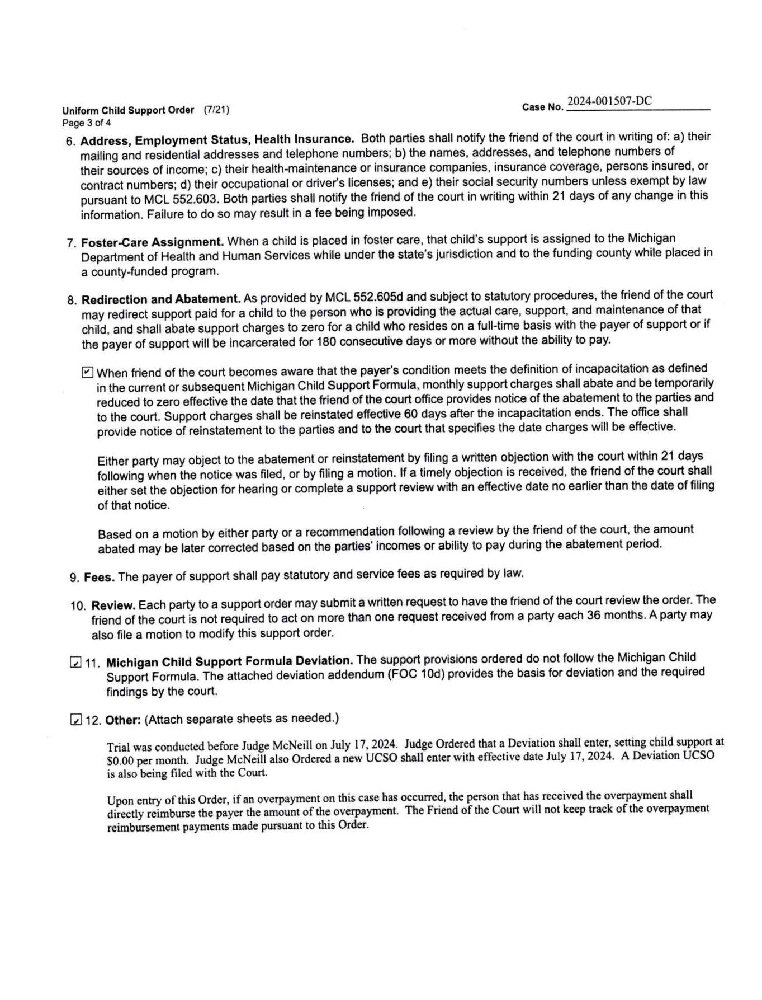 Uniform Child Support Order (7/21)
Case No. 2024-001507-DC
Page 3 of 4
6. Address, Employment Status, Health Insurance. Both parties shall notify the friend of the court in writing of: a) their
mailing and residential addresses and telephone numbers; b) the names, addresses, and telephone numbers of
their sources of income; c) their health-maintenance or insurance companies, insurance coverage, persons insured, or
contract numbers; d) their occupational or driver's licenses; and e) their social security numbers unless exempt by law
pursuant to MCL 552.603. Both parties shall notify the friend of the court in writing within 21 days of any change in this
information. Failure to do so may result in a fee being imposed.
7. Foster-Care Assignment. When a child is placed in foster care, that child's support is assigned to the Michigan
Department of Health and Human Services while under the state's jurisdiction and to the funding county while placed in
a county-funded program.
8. Redirection and Abatement. As provided by MCL 552.605d and subject to statutory procedures, the friend of the court
may redirect support paid for a child to the person who is providing the actual care, support, and maintenance of that
child, and shall abate support charges to zero for a child who resides on a full-time basis with the payer of support or if
the payer of support will be incarcerated for 180 consecutive days or more without the ability to pay.
☑ When friend of the court becomes aware that the payer's condition meets the definition of incapacitation as defined
in the current or subsequent Michigan Child Support Formula, monthly support charges shall abate and be temporarily
reduced to zero effective the date that the friend of the court office provides notice of the abatement to the parties and
to the court. Support charges shall be reinstated effective 60 days after the incapacitation ends. The office shall
provide notice of reinstatement to the parties and to the court that specifies the date charges will be effective.
Either party may object to the abatement or reinstatement by filing a written objection with the court within 21 days
following when the notice was filed, or by filing a motion. If a timely objection is received, the friend of the court shall
either set the objection for hearing or complete a support review with an effective date no earlier than the date of filing
of that notice.
Based on a motion by either party or a recommendation following a review by the friend of the court, the amount
abated may be later corrected based on the parties' incomes or ability to pay during the abatement period.
9. Fees. The payer of support shall pay statutory and service fees as required by law.
10. Review. Each party to a support order may submit a written request to have the friend of the court review the order. The
friend of the court is not required to act on more than one request received from a party each 36 months. A party may
also file a motion to modify this support order.
☑ 11. Michigan Child Support Formula Deviation. The support provisions ordered do not follow the Michigan Child
Support Formula. The attached deviation addendum (FOC 10d) provides the basis for deviation and the required
findings by the court.
☑ 12. Other: (Attach separate sheets as needed.)
Trial was conducted before Judge McNeill on July 17, 2024. Judge Ordered that a Deviation shall enter, setting child support at
$0.00 per month. Judge McNeill also Ordered a new UCSO shall enter with effective date July 17, 2024. A Deviation UCSO
is also being filed with the Court.
Upon entry of this Order, if an overpayment on this case has occurred, the person that has received the overpayment shall
directly reimburse the payer the amount of the overpayment. The Friend of the Court will not keep track of the overpayment
reimbursement payments made pursuant to this Order.